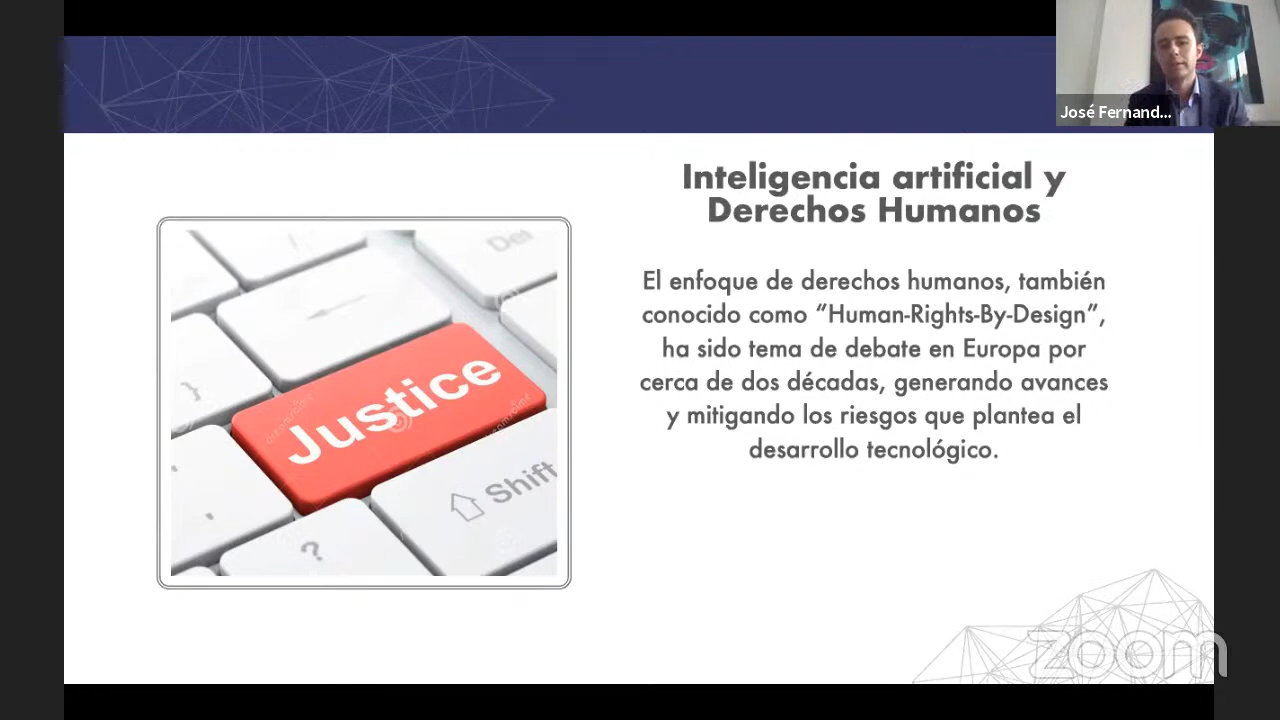 José Fernand...
Inteligencia artificial y
Derechos Humanos
El enfoque de derechos humanos, también
conocido como “Human-Rights-By-Design”,
ha sido tema de debate en Europa por
cerca de dos décadas, generando avances
y mitigando los riesgos que plantea el
desarrollo tecnológico.
Del
}
Justice
"
,
Shift
?
zoom